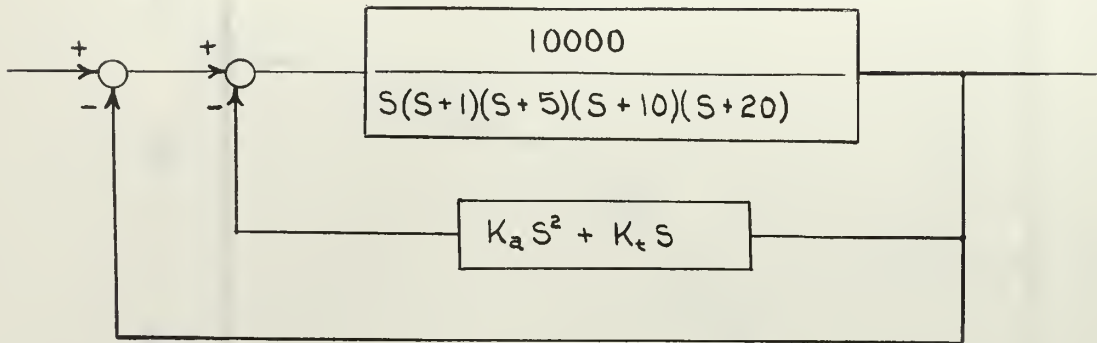 +
+
10000
S(S+1)(S+5)(S+10)(S+20)
-
-
Kₐ S² + Kₜ S